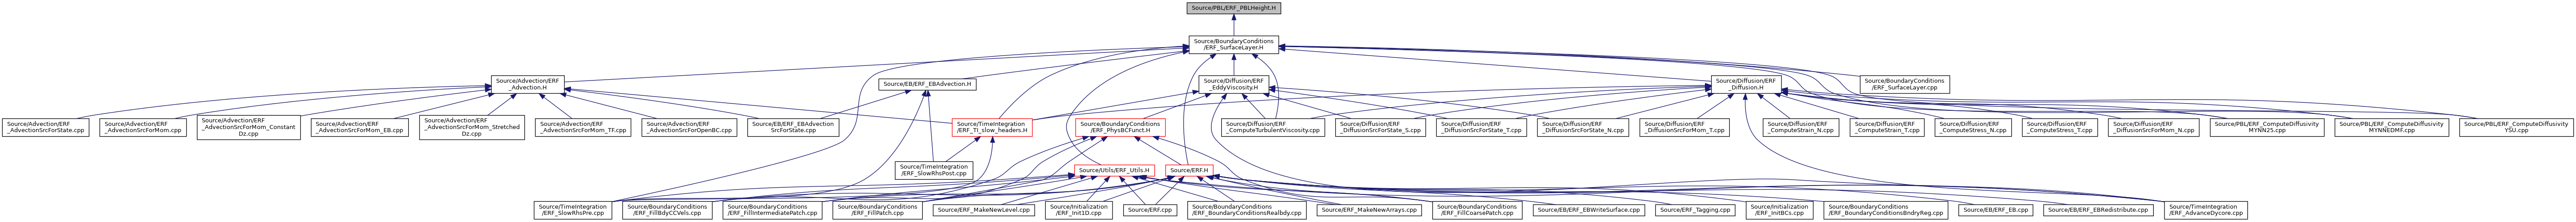 Source/PBL/ERF_PBLHeight.H
Source/BoundaryConditions
/ERF_SurfaceLayer.H
Source/Advection/ERF
_Advection.H
Source/EB/ERF_EBAdvection.H
Source/Diffusion/ERF
_EddyViscosity.H
Source/Diffusion/ERF
_Diffusion.H
Source/BoundaryConditions
/ERF_SurfaceLayer.cpp
Source/Advection/ERF
_AdvectionSrcForState.cpp
Source/Advection/ERF
_AdvectionSrcForMom.cpp
Source/Advection/ERF
_AdvectionSrcForMom_Constant
Dz.cpp
Source/Advection/ERF
_AdvectionSrcForMom_EB.cpp
Source/Advection/ERF
_AdvectionSrcForMom_Stretched
Dz.cpp
Source/Advection/ERF
_AdvectionSrcForMom_TF.cpp
Source/Advection/ERF
_AdvectionSrcForOpenBC.cpp
Source/EB/ERF_EBAdvection
SrcForState.cpp
Source/TimeIntegration
/ERF_TI_slow_headers.H
Source/BoundaryConditions
/ERF_PhysBCFunct.H
Source/Diffusion/ERF
_ComputeTurbulentViscosity.cpp
Source/Diffusion/ERF
_DiffusionSrcForState_S.cpp
Source/Diffusion/ERF
_DiffusionSrcForState_T.cpp
Source/Diffusion/ERF
_DiffusionSrcForState_N.cpp
Source/Diffusion/ERF
_DiffusionSrcForMom_T.cpp
Source/Diffusion/ERF
_ComputeStrain_N.cpp
Source/Diffusion/ERF
_ComputeStrain_T.cpp
Source/Diffusion/ERF
_ComputeStress_N.cpp
Source/Diffusion/ERF
_ComputeStress_T.cpp
Source/Diffusion/ERF
_DiffusionSrcForMom_N.cpp
Source/PBL/ERF_ComputeDiffusivity
MYNN25.cpp
Source/PBL/ERF_ComputeDiffusivity
MYNNEDMF.cpp
Source/PBL/ERF_ComputeDiffusivity
YSU.cpp
Source/TimeIntegration
/ERF_SlowRhsPost.cpp
Source/Utils/ERF_Utils.H
Source/ERF.H
Source/TimeIntegration
/ERF_SlowRhsPre.cpp
Source/BoundaryConditions
/ERF_FillBdyCCVels.cpp
Source/BoundaryConditions
/ERF_FillIntermediatePatch.cpp
Source/BoundaryConditions
/ERF_FillPatch.cpp
Source/ERF_MakeNewLevel.cpp
Source/Initialization
/ERF_Init1D.cpp
Source/ERF.cpp
Source/BoundaryConditions
/ERF_BoundaryConditionsRealbdy.cpp
Source/ERF_MakeNewArrays.cpp
Source/BoundaryConditions
/ERF_FillCoarsePatch.cpp
Source/EB/ERF_EBWriteSurface.cpp
Source/ERF_Tagging.cpp
Source/Initialization
/ERF_InitBCs.cpp
Source/BoundaryConditions
/ERF_BoundaryConditionsBndryReg.cpp
Source/EB/ERF_EB.cpp
Source/EB/ERF_EBRedistribute.cpp
Source/TimeIntegration
/ERF_AdvanceDycore.cpp